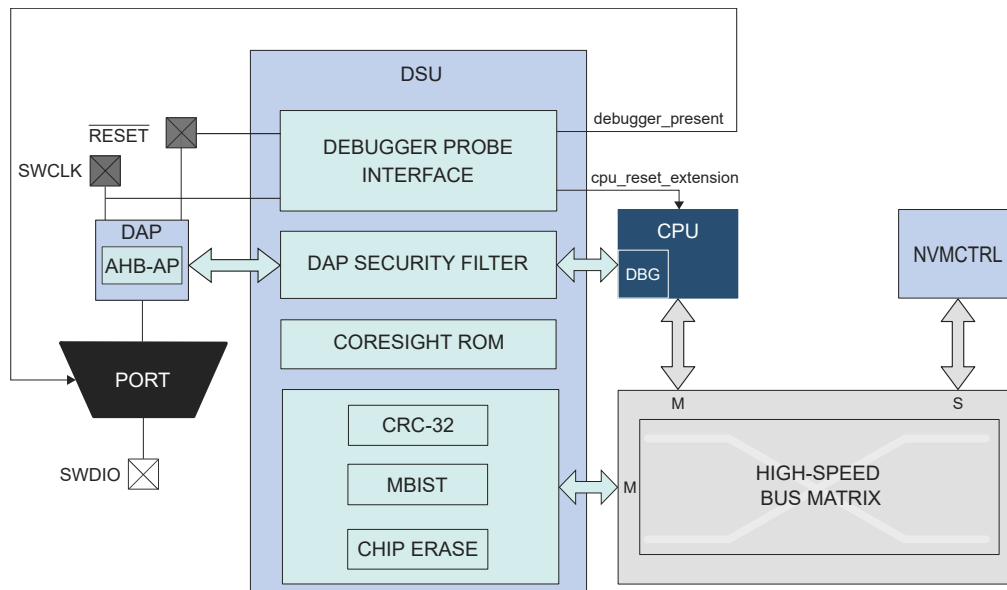 DSU
debugger_present
RESET
DEBUGGER PROBE
INTERFACE
SWCLK
cpu_reset_extension
DAP
AHB-AP
DAP SECURITY FILTER
CPU
DBG
NVMCTRL
CORESIGHT ROM
PORT
M
S
CRC-32
MBIST
CHIP ERASE
M
HIGH-SPEED
BUS MATRIX
SWDIO